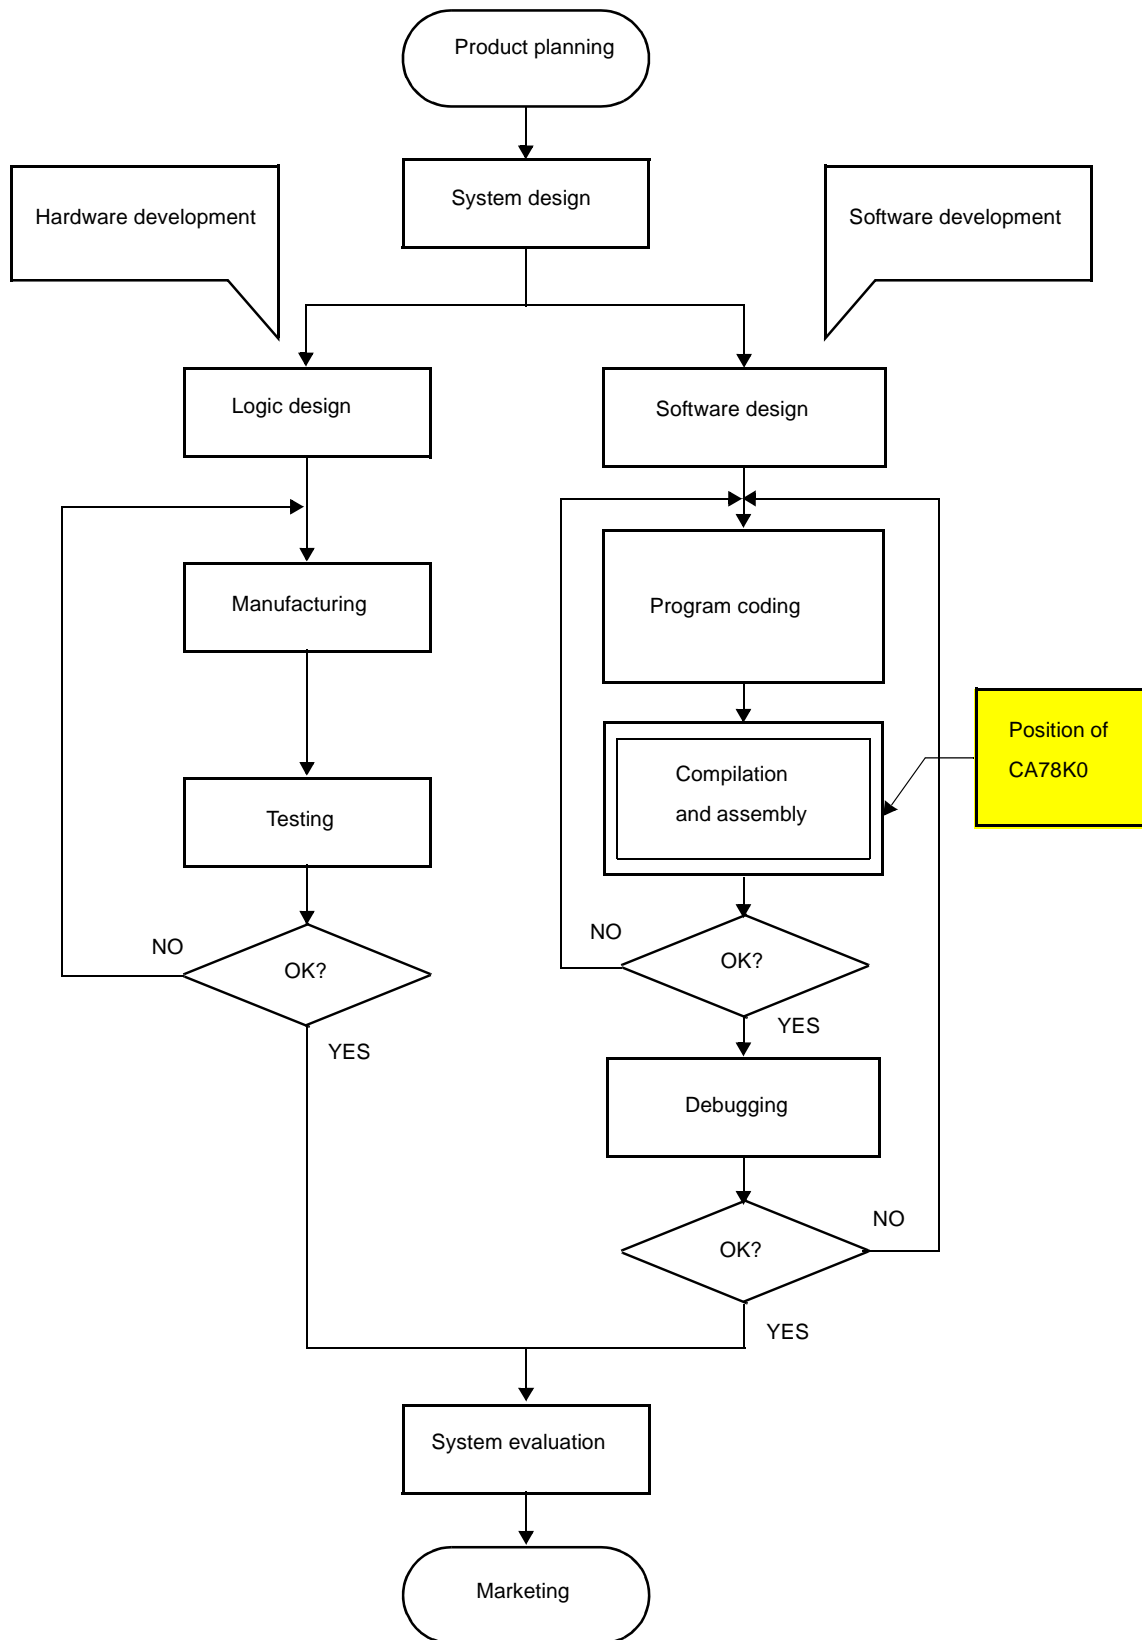 Product planning
System design
Hardware development
Software development
Logic design
Software design
Manufacturing
Program coding
Position of
CA78K0
Compilation
and assembly
Testing
NO
OK?
YES
NO
OK?
YES
Debugging
OK?
NO
YES
System evaluation
Marketing